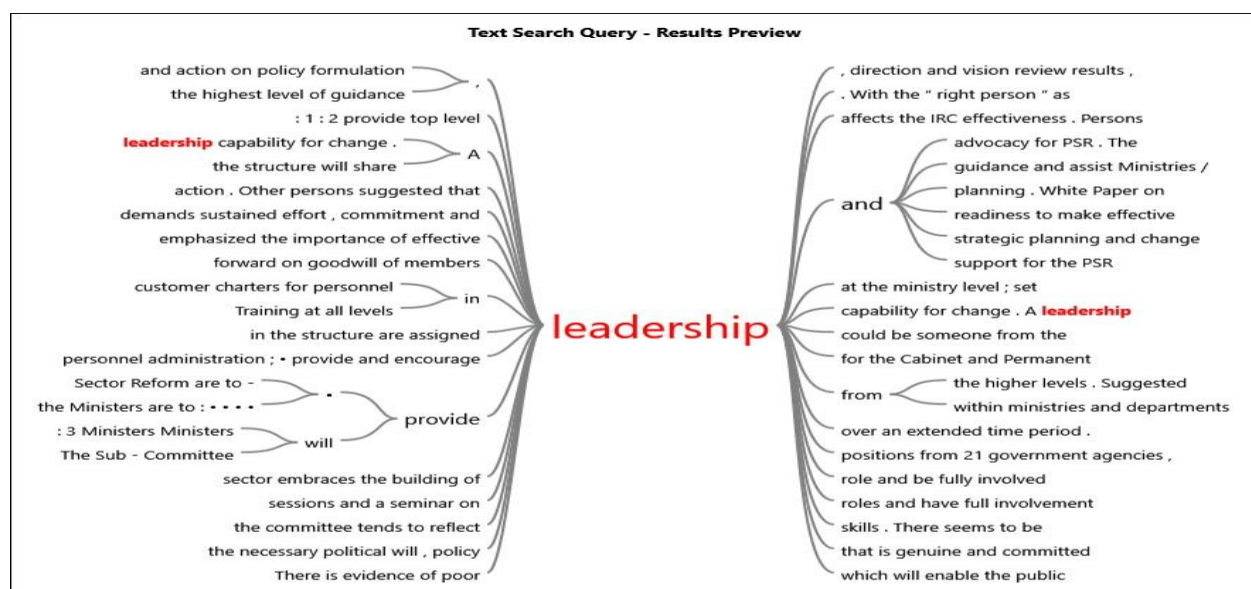 Text Search Query - Results Preview
and action on policy formulation
the highest level of guidance
,
: 1 : 2 provide top level
leadership capability for change .
the structure will share
A
action . Other persons suggested that
demands sustained effort , commitment and
emphasized the importance of effective
forward on goodwill of members
customer charters for personnel
Training at all levels
in
in the structure are assigned
personnel administration ; • provide and encourage
Sector Reform are to -
the Ministers are to : • • • •
•
: 3 Ministers Ministers
The Sub - Committee
will
provide
sector embraces the building of
sessions and a seminar on
the committee tends to reflect
the necessary political will , policy
There is evidence of poor
leadership
, direction and vision review results ,
. With the " right person " as
affects the IRC effectiveness . Persons
and
advocacy for PSR . The
guidance and assist Ministries /
planning . White Paper on
readiness to make effective
strategic planning and change
support for the PSR
at the ministry level ; set
capability for change . A leadership
could be someone from the
for the Cabinet and Permanent
from
the higher levels . Suggested
within ministries and departments
over an extended time period .
positions from 21 government agencies ,
role and be fully involved
roles and have full involvement
skills . There seems to be
that is genuine and committed
which will enable the public